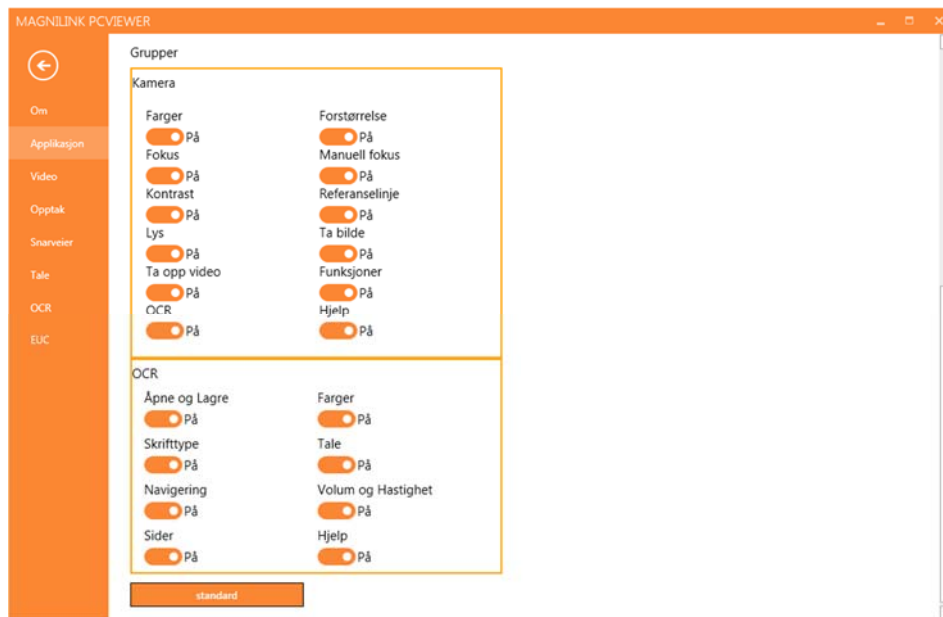 MAGNILINK PCVIEWER
Om
Applikasjon
Video
Opptak
Snarveier
Tale
OCR
EUC
Grupper
Kamera
Farger Forstørrelse
På På
Fokus Manuell fokus
På På
Kontrast Referanselinje
På På
Lys Ta bilde
På På
Ta opp video Funksjoner
På På
OCR Hjelp
På På
OCR
Åpne og Lagre Farger
På På
Skrifttype Tale
På På
Navigering Volum og Hastighet
På På
Sider Hjelp
På På
standard